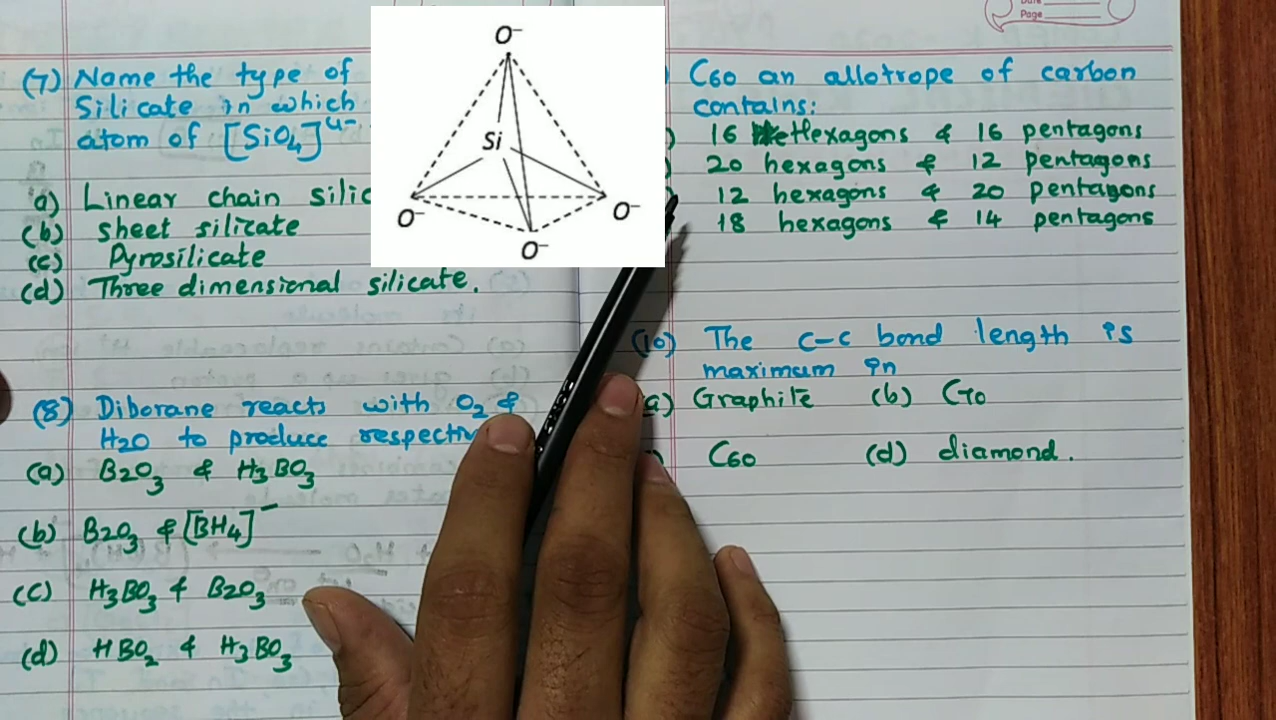 Date
Page
(7) Name the type of
Silicate in which
atom of [SiO4]4-
(a) Linear chain silic
(b) sheet silicate
(c) Pyrosilicate
(d) Three dimensional silicate.
(8) Diborane reacts with O2 &
H2O to produce respectiv
(a) B2O3 & H3BO3
(b) B2O3 & [BH4]-
(c) H3BO3 & B2O3
(d) HBO2 & H3BO3
O-
Si
O-
O-
O-
) C60 an allotrope of carbon
contains:
) 16 Hexagons & 16 pentagons
) 20 hexagons & 12 pentagons
12 hexagons & 20 pentagons
18 hexagons & 14 pentagons
(10) The C-C bond length is
maximum in
(a) Graphite (b) C70
) C60 (d) diamond.